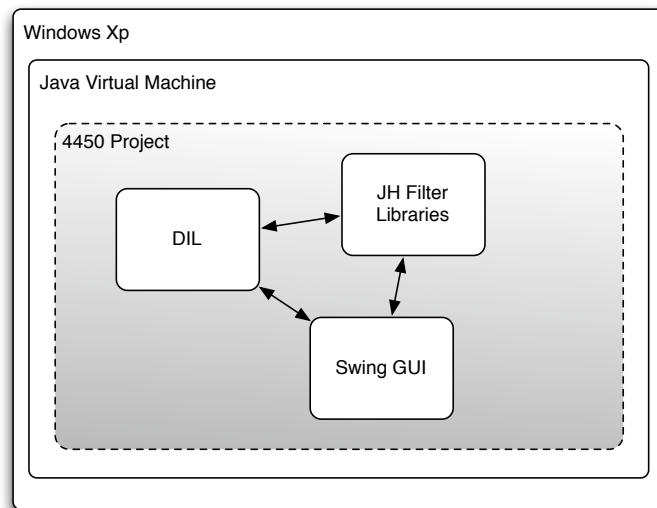 Windows Xp
Java Virtual Machine
4450 Project
JH Filter
Libraries
DIL
Swing GUI